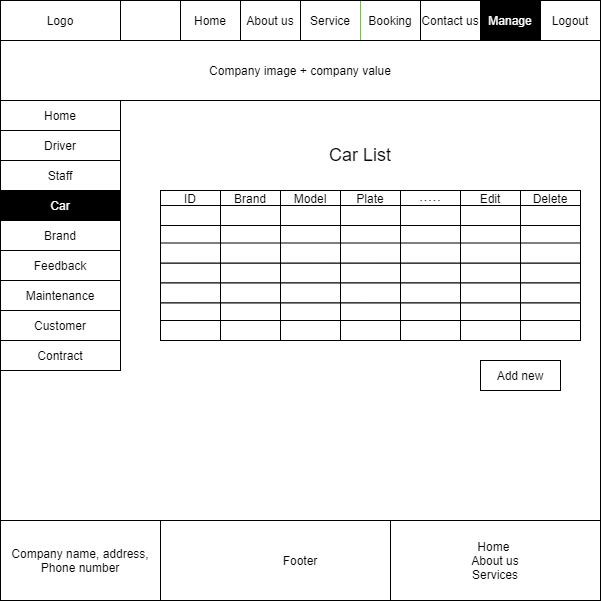 Logo
Home
About us
Service
Booking
Contact us
Manage
Logout
Company image + company value
Home
Driver
Staff
Car
Brand
Feedback
Maintenance
Customer
Contract
Car List
ID
Brand
Model
Plate
.....
Edit
Delete
Add new
Company name, address,
Phone number
Footer
Home
About us
Services